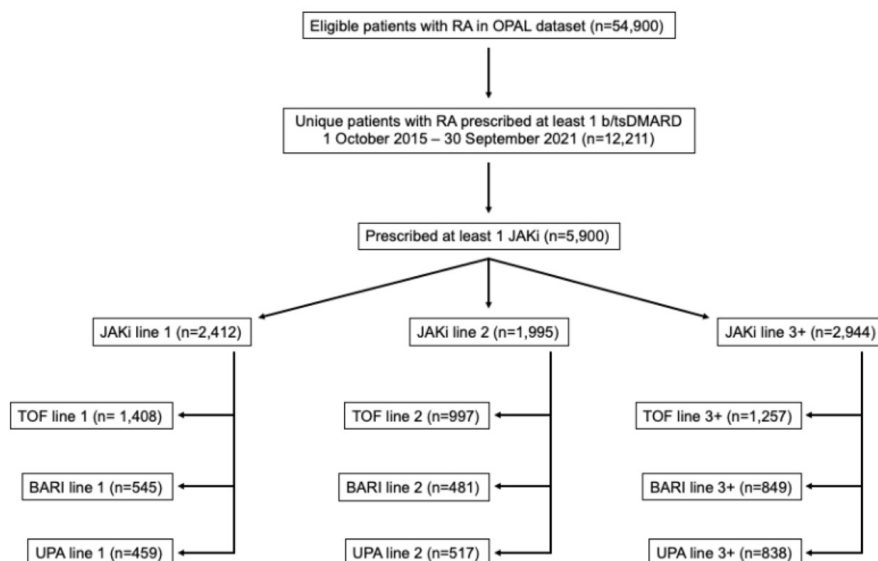 Eligible patients with RA in OPAL dataset (n=54,900)
Unique patients with RA prescribed at least 1 b/tsDMARD
1 October 2015 – 30 September 2021 (n=12,211)
Prescribed at least 1 JAKi (n=5,900)
JAKi line 1 (n=2,412)
JAKi line 2 (n=1,995)
JAKi line 3+ (n=2,944)
TOF line 1 (n= 1,408)
TOF line 2 (n=997)
TOF line 3+ (n=1,257)
BARI line 1 (n=545)
BARI line 2 (n=481)
BARI line 3+ (n=849)
UPA line 1 (n=459)
UPA line 2 (n=517)
UPA line 3+ (n=838)